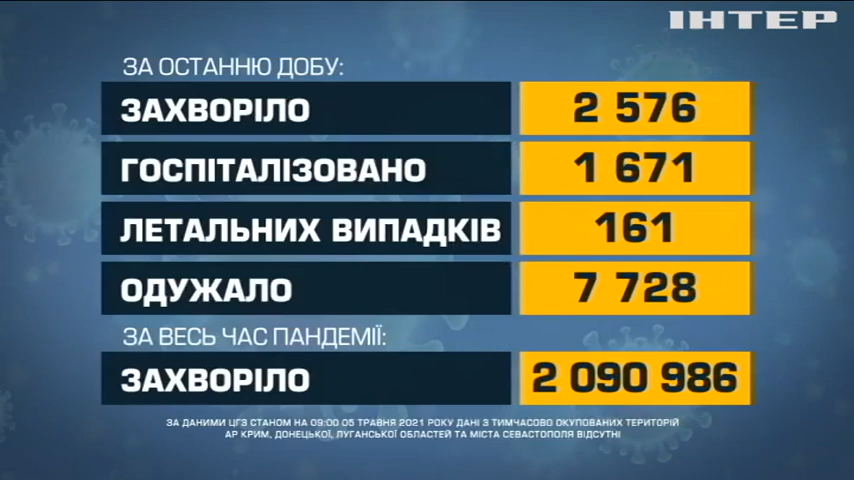 ІНТЕР
ЗА ОСТАННЮ ДОБУ:
ЗАХВОРІЛО 2 576
ГОСПІТАЛІЗОВАНО 1 671
ЛЕТАЛЬНИХ ВИПАДКІВ 161
ОДУЖАЛО 7 728
ЗА ВЕСЬ ЧАС ПАНДЕМІЇ:
ЗАХВОРІЛО 2 090 986
ЗА ДАНИМИ ЦГЗ СТАНОМ НА 09:00 05 ТРАВНЯ 2021 РОКУ ДАНІ З ТИМЧАСОВО ОКУПОВАНИХ ТЕРИТОРІЙ
АР КРИМ, ДОНЕЦЬКОЇ, ЛУГАНСЬКОЇ ОБЛАСТЕЙ ТА МІСТА СЕВАСТОПОЛЯ ВІДСУТНІ